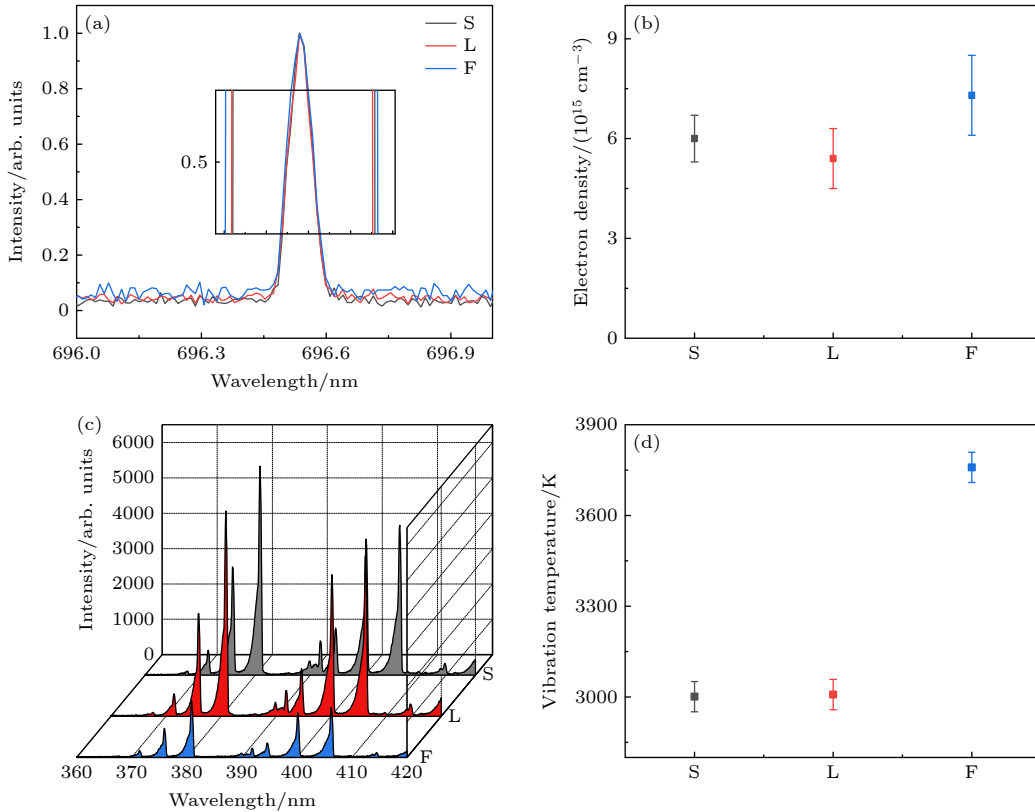 (a)
S
L
F
1.0
0.8
0.6
0.4
0.2
0
0.5
696.0
696.3
696.6
696.9
Intensity/arb. units
Wavelength/nm
(b)
9
6
3
0
S
L
F
Electron density/(10¹⁵ cm⁻³)
(c)
6000
5000
4000
3000
2000
1000
0
Intensity/arb. units
S
L
F
360
370
380
390
400
410
420
Wavelength/nm
(d)
3900
3600
3300
3000
S
L
F
Vibration temperature/K